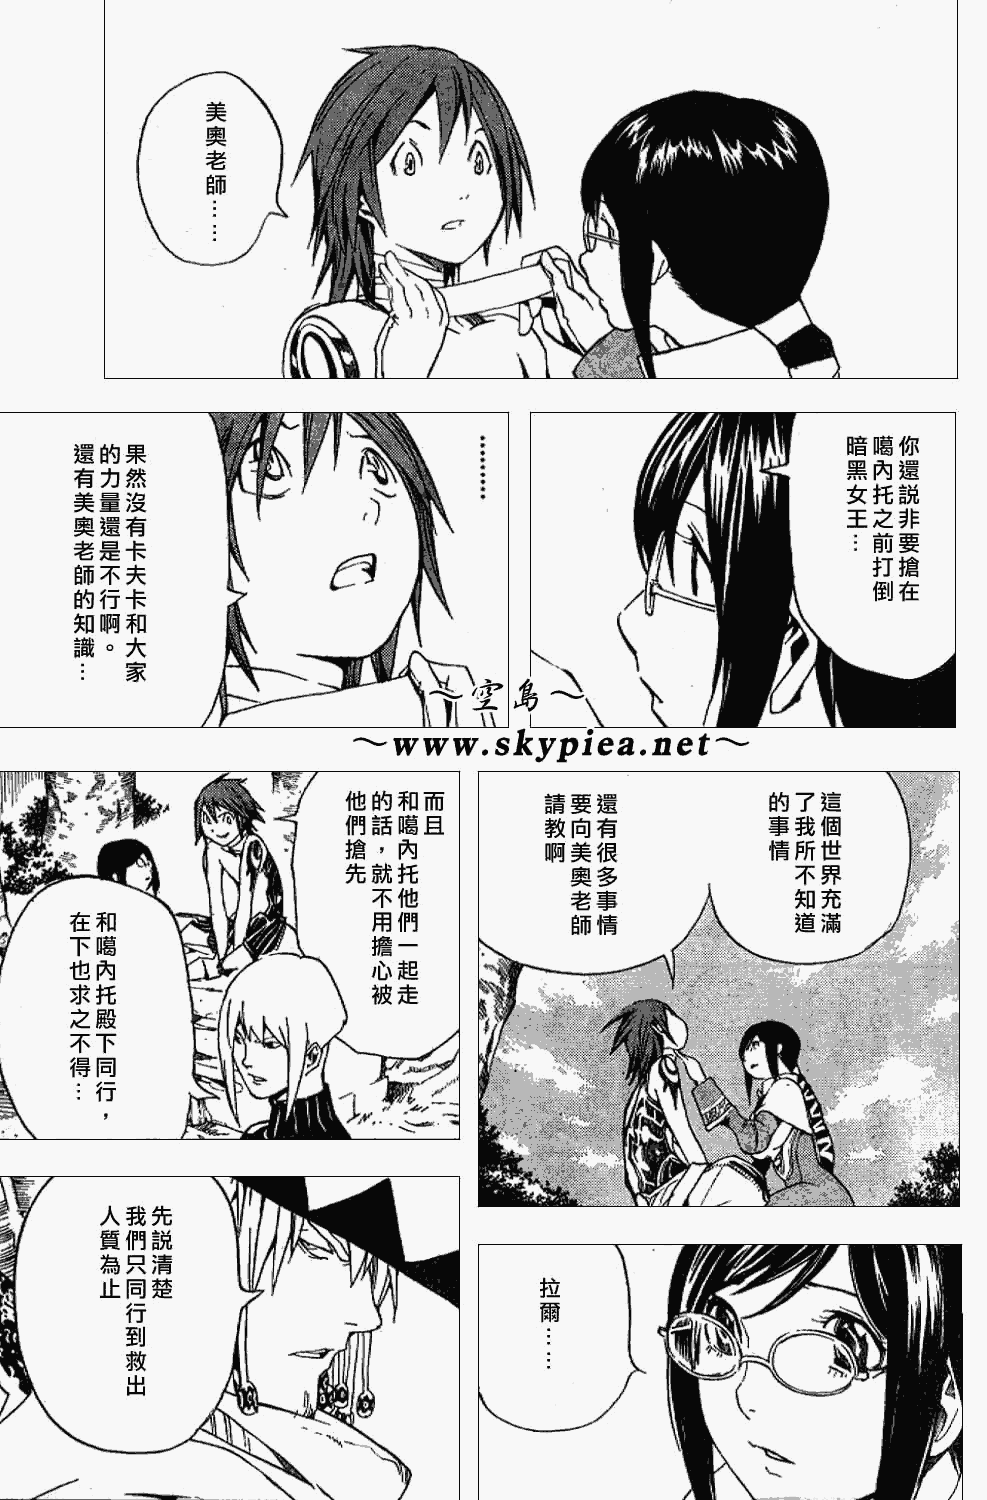 美奧老師……
你還説非要搶在
噶內托之前打倒
暗黑女王…
………
果然沒有卡夫卡和大家
的力量還是不行啊。
還有美奧老師的知識…
～空島～
～www.skypiea.net～
這個世界充滿
了我所不知道
的事情
還有很多事情
要向美奧老師
請教啊
而且
和噶內托他們一起走
的話，就不用擔心被
他們搶先
和噶內托殿下同行，
在下也求之不得…
拉爾……
先説清楚
我們只同行到救出
人質為止